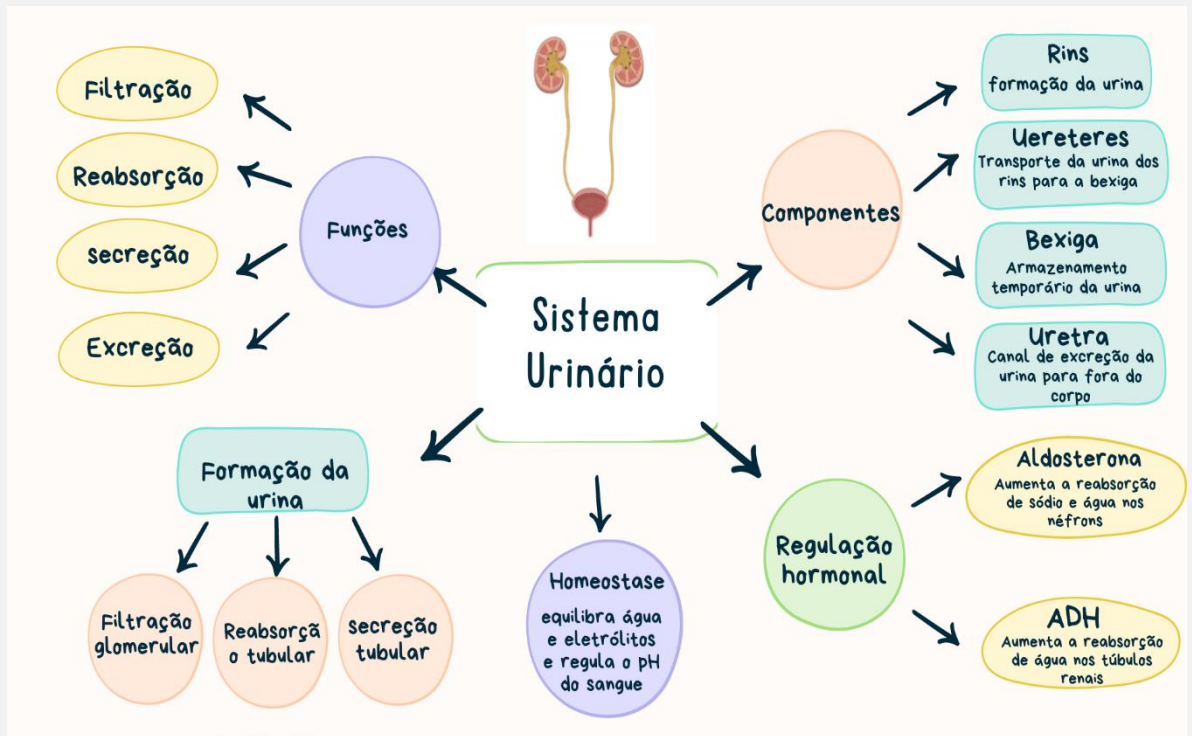 Sistema
Urinário
Funções
Filtração
Reabsorção
secreção
Excreção
Componentes
Rins
formação da urina
Uereteres
Transporte da urina dos
rins para a bexiga
Bexiga
Armazenamento
temporário da urina
Uretra
Canal de excreção da
urina para fora do
corpo
Formação da
urina
Filtração
glomerular
Reabsorçã
o tubular
secreção
tubular
Homeostase
equilibra água
e eletrólitos
e regula o pH
do sangue
Regulação
hormonal
Aldosterona
Aumenta a reabsorção
de sódio e água nos
néfrons
ADH
Aumenta a reabsorção
de água nos túbulos
renais